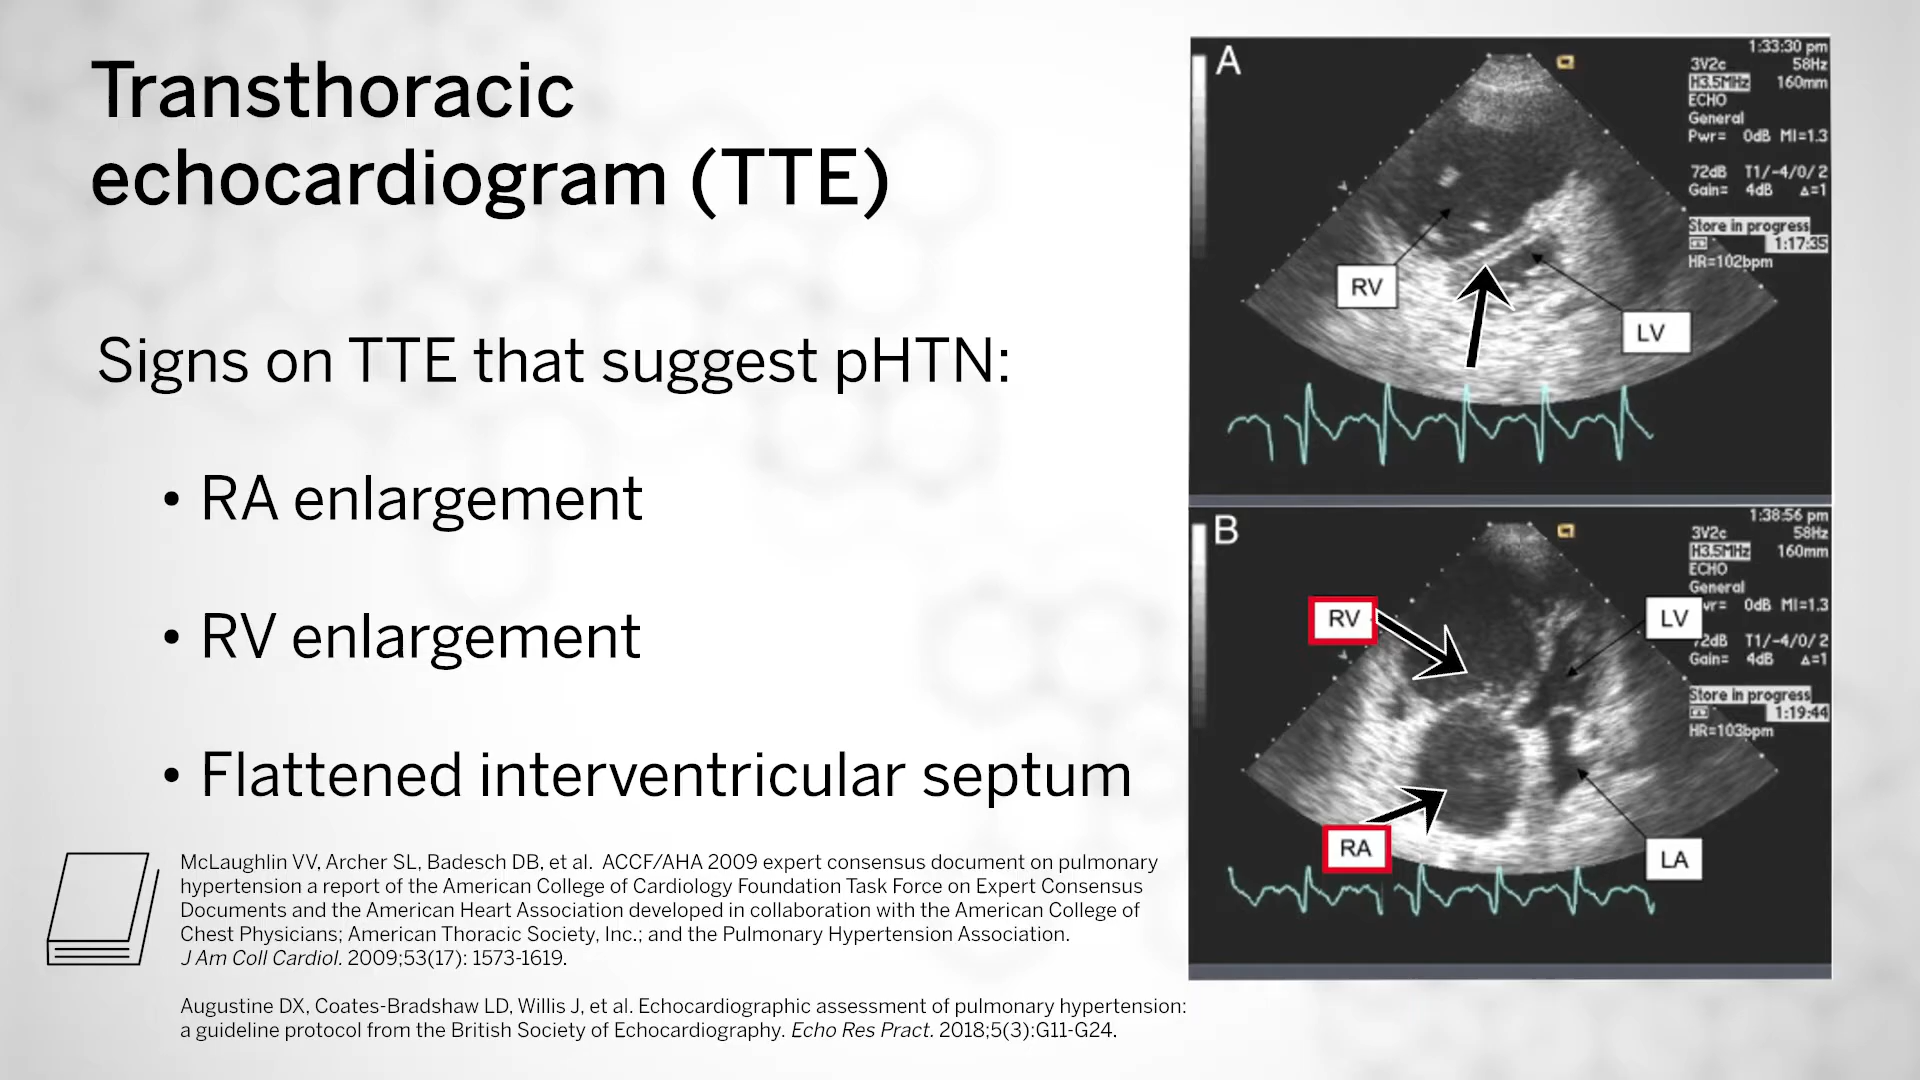 Transthoracic
echocardiogram (TTE)
Signs on TTE that suggest pHTN:
• RA enlargement
• RV enlargement
• Flattened interventricular septum
McLaughlin VV, Archer SL, Badesch DB, et al. ACCF/AHA 2009 expert consensus document on pulmonary
hypertension a report of the American College of Cardiology Foundation Task Force on Expert Consensus
Documents and the American Heart Association developed in collaboration with the American College of
Chest Physicians; American Thoracic Society, Inc.; and the Pulmonary Hypertension Association.
J Am Coll Cardiol. 2009;53(17): 1573-1619.
Augustine DX, Coates-Bradshaw LD, Willis J, et al. Echocardiographic assessment of pulmonary hypertension:
a guideline protocol from the British Society of Echocardiography. Echo Res Pract. 2018;5(3):G11-G24.
A
1:33:30 pm
3V2c 58Hz
H3.5MHz 160mm
ECHO
General
Pwr= 0dB MI=1.3
72dB T1/-4/0/2
Gain= 4dB Δ=1
Store in progress
1:17:35
HR=102bpm
RV
LV
B
1:38:56 pm
3V2c 58Hz
H3.5MHz 160mm
ECHO
General
wr= 0dB MI=1.3
72dB T1/-4/0/2
Gain= 4dB Δ=1
Store in progress
1:19:44
HR=103bpm
RV
LV
RA
LA